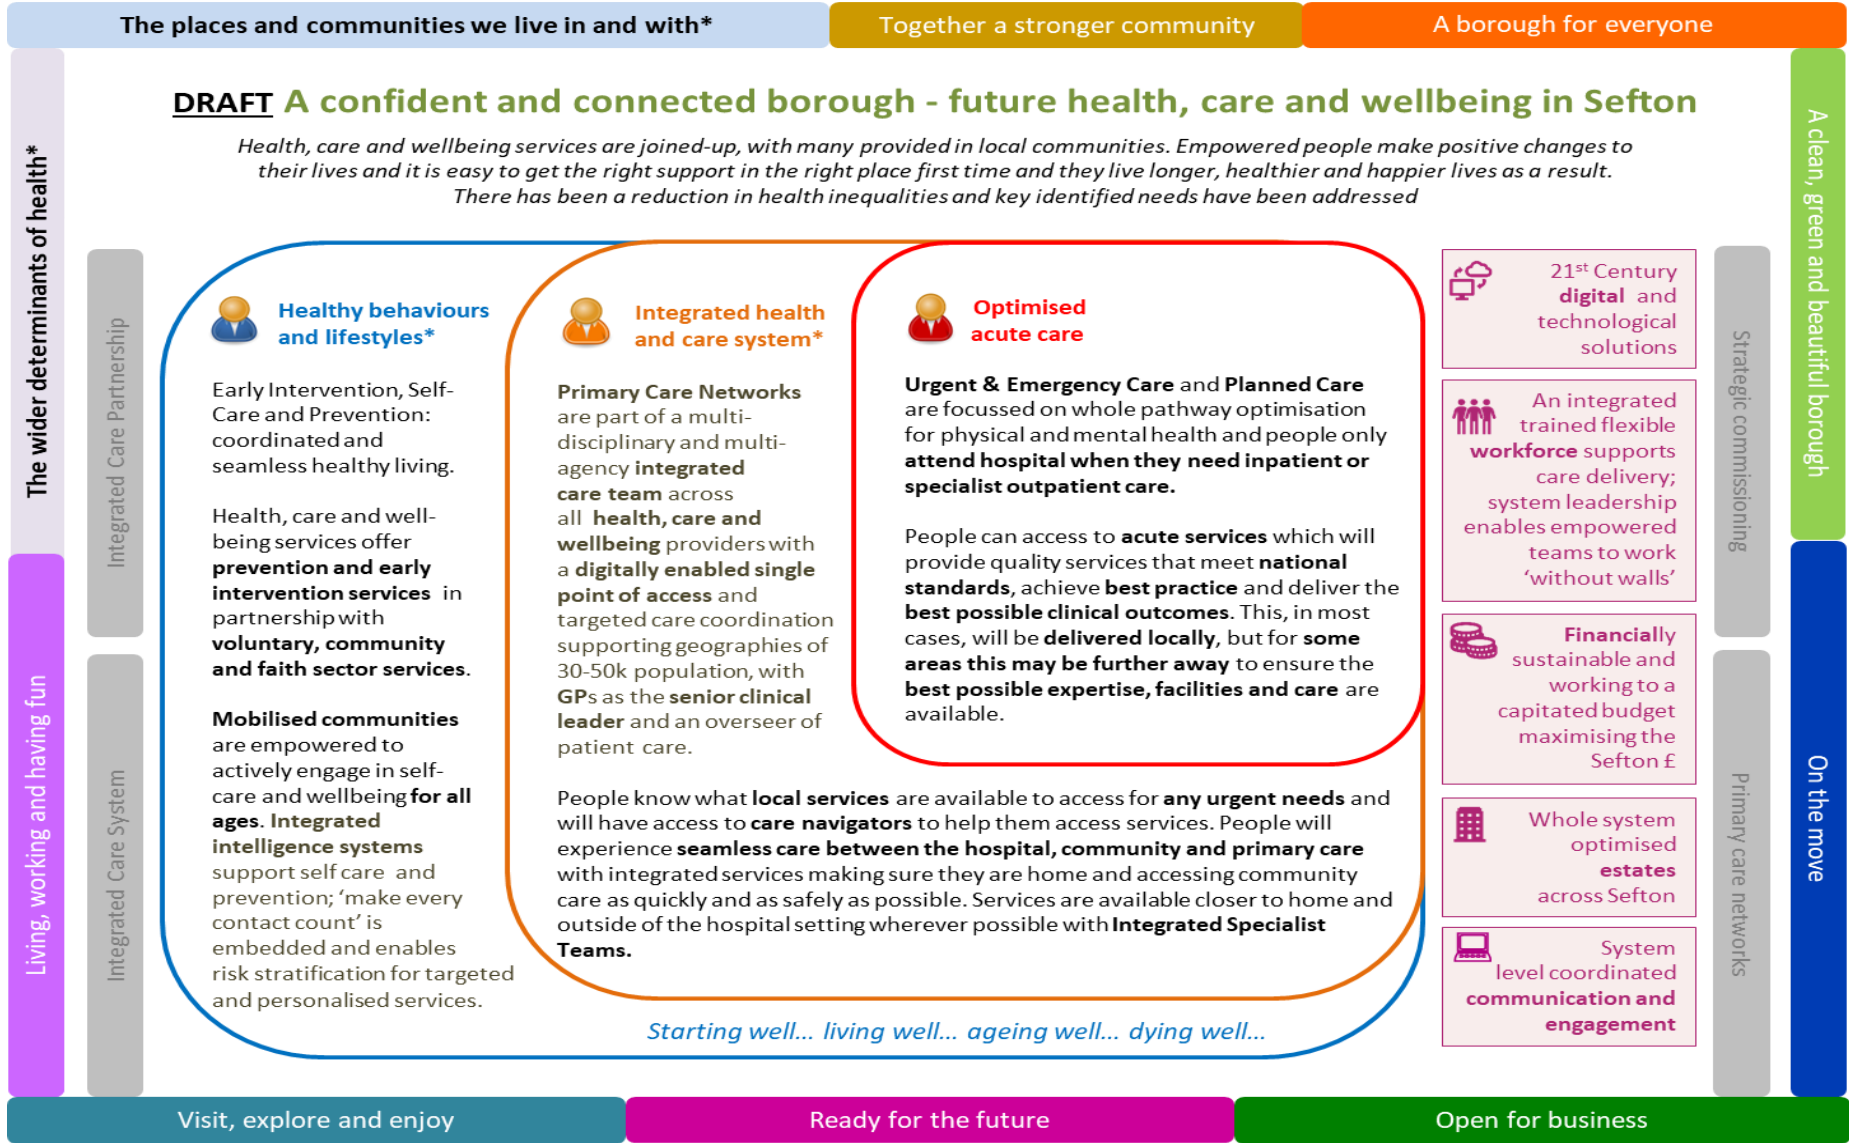 The places and communities we live in and with*
Together a stronger community
A borough for everyone
The wider determinants of health*
Living, working and having fun
Integrated Care Partnership
Integrated Care System
DRAFT A confident and connected borough - future health, care and wellbeing in Sefton
Health, care and wellbeing services are joined-up, with many provided in local communities. Empowered people make positive changes to
their lives and it is easy to get the right support in the right place first time and they live longer, healthier and happier lives as a result.
There has been a reduction in health inequalities and key identified needs have been addressed
Healthy behaviours
and lifestyles*
Early Intervention, Self-
Care and Prevention:
coordinated and
seamless healthy living.
Health, care and well-
being services offer
prevention and early
intervention services in
partnership with
voluntary, community
and faith sector services.
Mobilised communities
are empowered to
actively engage in self-
care and wellbeing for all
ages. Integrated
intelligence systems
support self care and
prevention; ‘make every
contact count’ is
embedded and enables
risk stratification for targeted
and personalised services.
Integrated health
and care system*
Primary Care Networks
are part of a multi-
disciplinary and multi-
agency integrated
care team across
all health, care and
wellbeing providers with
a digitally enabled single
point of access and
targeted care coordination
supporting geographies of
30-50k population, with
GPs as the senior clinical
leader and an overseer of
patient care.
Optimised
acute care
Urgent & Emergency Care and Planned Care
are focussed on whole pathway optimisation
for physical and mental health and people only
attend hospital when they need inpatient or
specialist outpatient care.
People can access to acute services which will
provide quality services that meet national
standards, achieve best practice and deliver the
best possible clinical outcomes. This, in most
cases, will be delivered locally, but for some
areas this may be further away to ensure the
best possible expertise, facilities and care are
available.
People know what local services are available to access for any urgent needs and
will have access to care navigators to help them access services. People will
experience seamless care between the hospital, community and primary care
with integrated services making sure they are home and accessing community
care as quickly and as safely as possible. Services are available closer to home and
outside of the hospital setting wherever possible with Integrated Specialist
Teams.
Starting well... living well... ageing well... dying well...
21st Century
digital and
technological
solutions
An integrated
trained flexible
workforce supports
care delivery;
system leadership
enables empowered
teams to work
‘without walls’
Financially
sustainable and
working to a
capitated budget
maximising the
Sefton £
Whole system
optimised
estates
across Sefton
System
level coordinated
communication and
engagement
Strategic commissioning
Primary care networks
A clean, green and beautiful borough
On the move
Visit, explore and enjoy
Ready for the future
Open for business